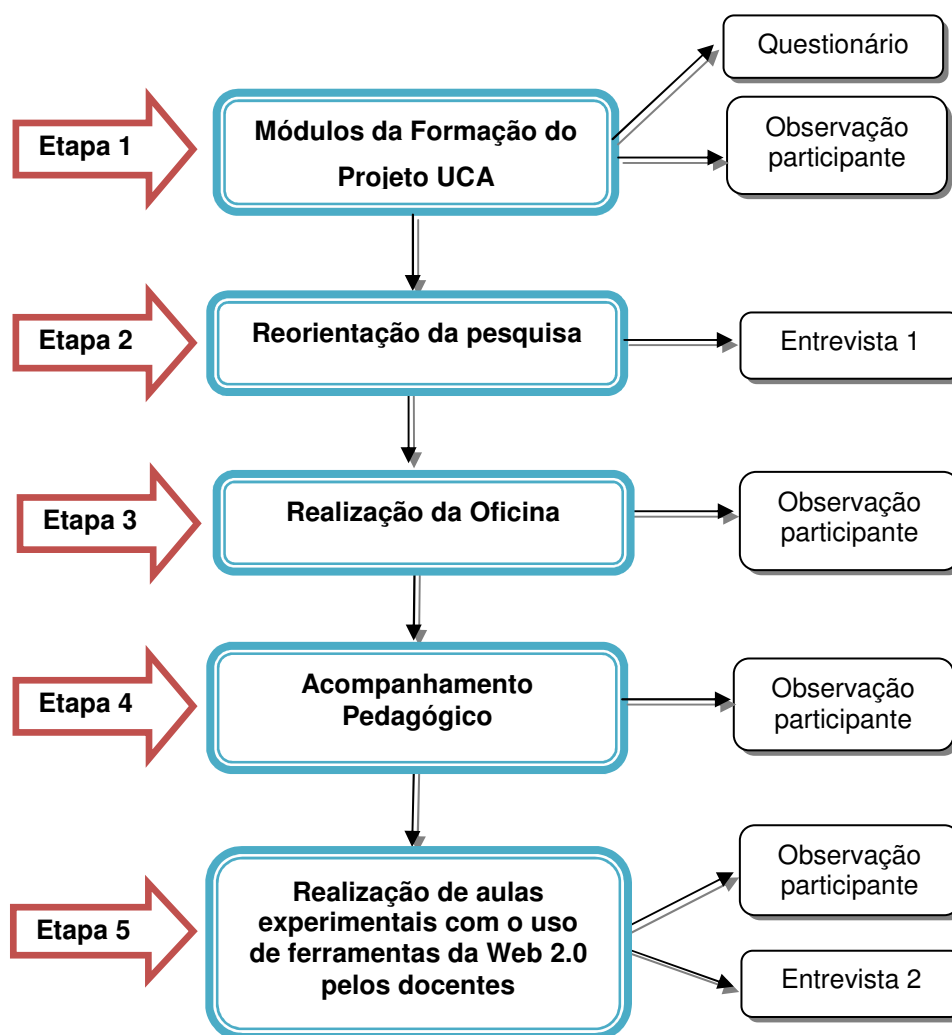 Questionário
Etapa 1
Módulos da Formação do
Projeto UCA
Observação
participante
Etapa 2
Reorientação da pesquisa
Entrevista 1
Etapa 3
Realização da Oficina
Observação
participante
Etapa 4
Acompanhamento
Pedagógico
Observação
participante
Etapa 5
Realização de aulas
experimentais com o uso
de ferramentas da Web 2.0
pelos docentes
Observação
participante
Entrevista 2